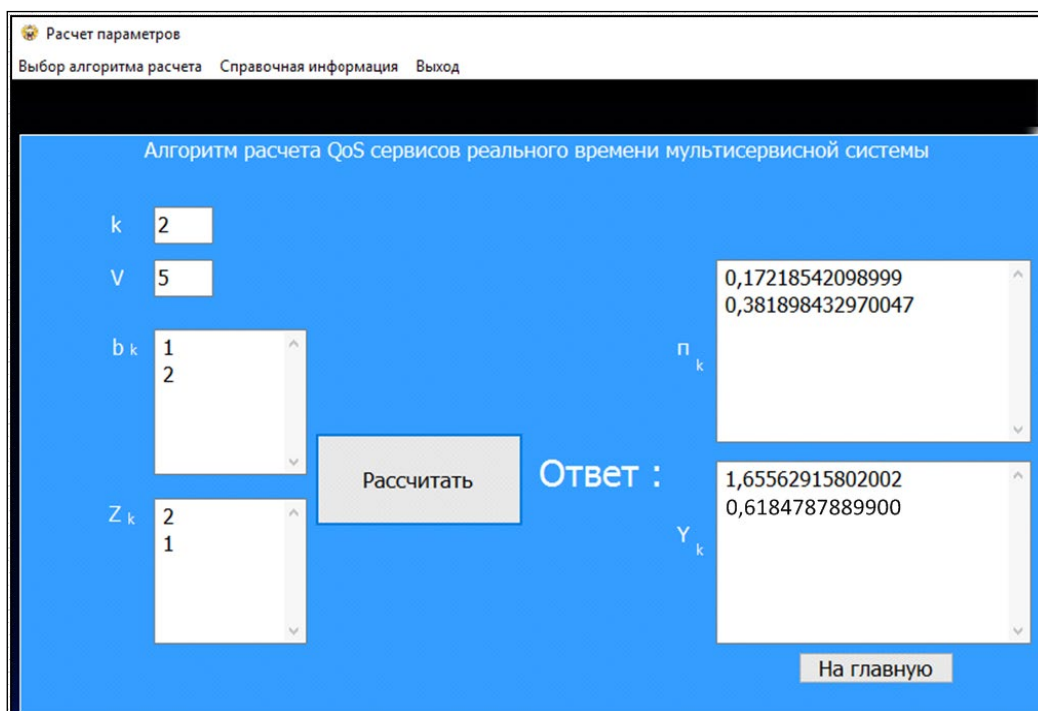 Расчет параметров
Выбор алгоритма расчета Справочная информация Выход
Алгоритм расчета QoS сервисов реального времени мультисервисной системы
k 2
V 5
b k
1
2
Z k
2
1
Рассчитать
Ответ :
п k
0,17218542098999
0,381898432970047
Y k
1,65562915802002
0,6184787889900
На главную